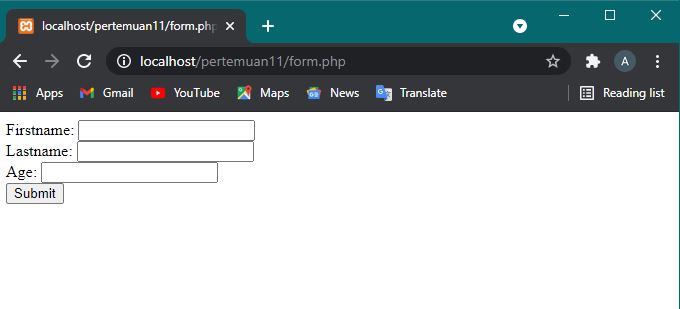 localhost/pertemuan11/form.php
localhost/pertemuan11/form.php
A
Apps Gmail YouTube Maps News Translate Reading list
Firstname:
Lastname:
Age:
Submit